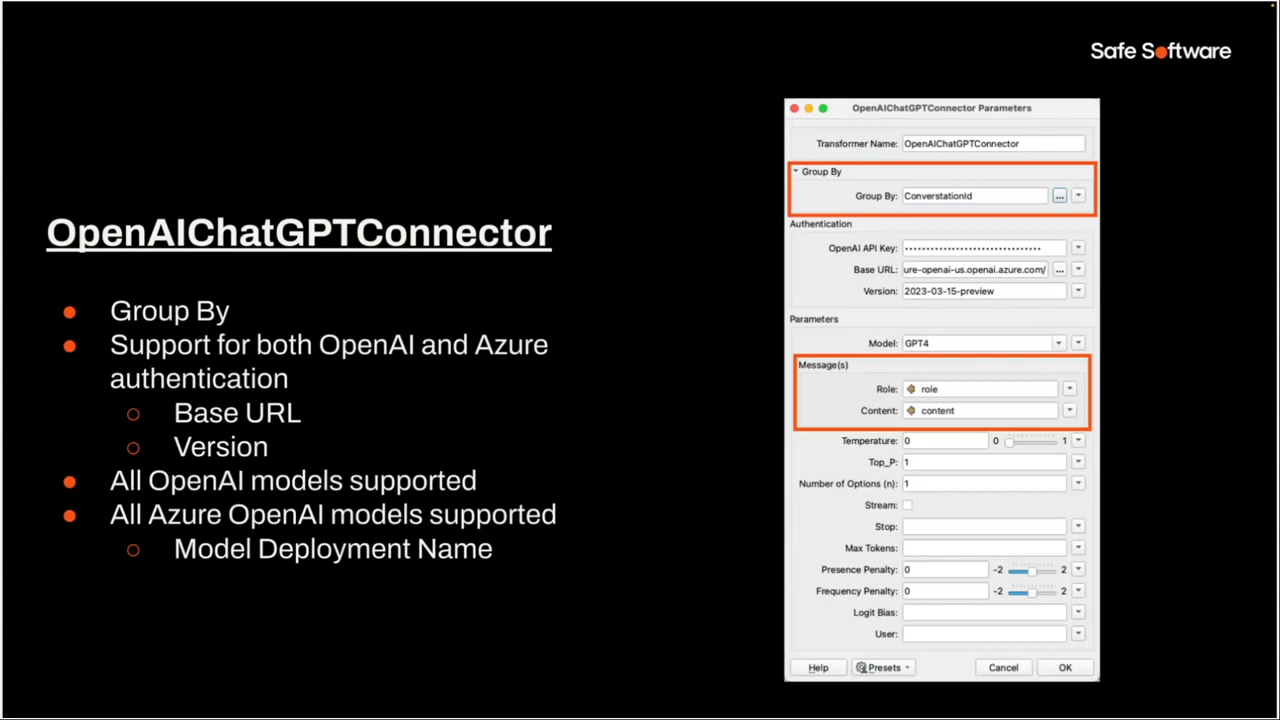 Safe Software
OpenAIChatGPTConnector
Group By
Support for both OpenAI and Azure
authentication
Base URL
Version
All OpenAI models supported
All Azure OpenAI models supported
Model Deployment Name
OpenAIChatGPTConnector Parameters
Transformer Name: OpenAIChatGPTConnector
Group By
Group By: ConverstationId ...
Authentication
OpenAI API Key: ••••••••••••••••••••••••••••••••
Base URL: ure-openai-us.openai.azure.com/ ...
Version: 2023-03-15-preview
Parameters
Model: GPT4
Message(s)
Role: role
Content: content
Temperature: 0 0 1
Top_P: 1
Number of Options (n): 1
Stream:
Stop:
Max Tokens:
Presence Penalty: 0 -2 2
Frequency Penalty: 0 -2 2
Logit Bias:
User:
Help Presets Cancel OK